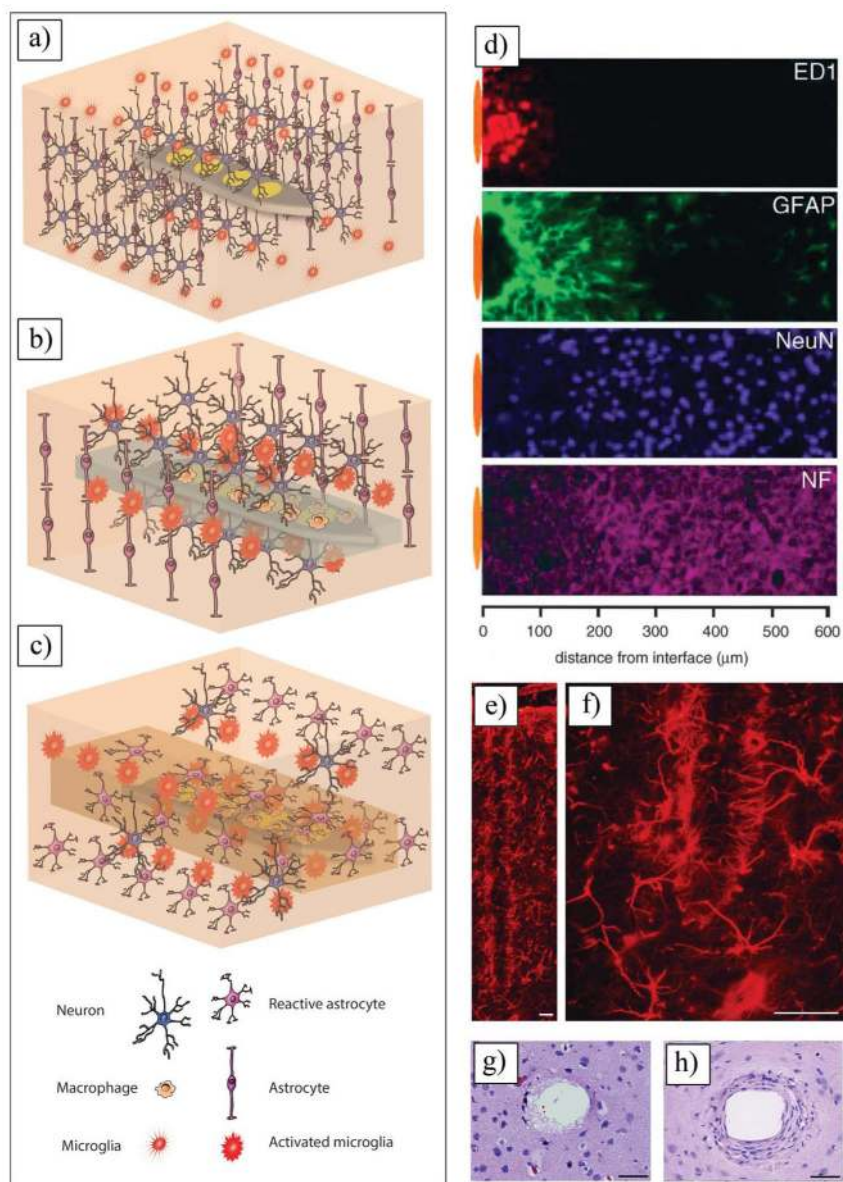 a)
b)
c)
Neuron
Reactive astrocyte
Macrophage
Astrocyte
Microglia
Activated microglia
d)
ED1
GFAP
NeuN
NF
0 100 200 300 400 500 600
distance from interface (μm)
e)
f)
g)
h)